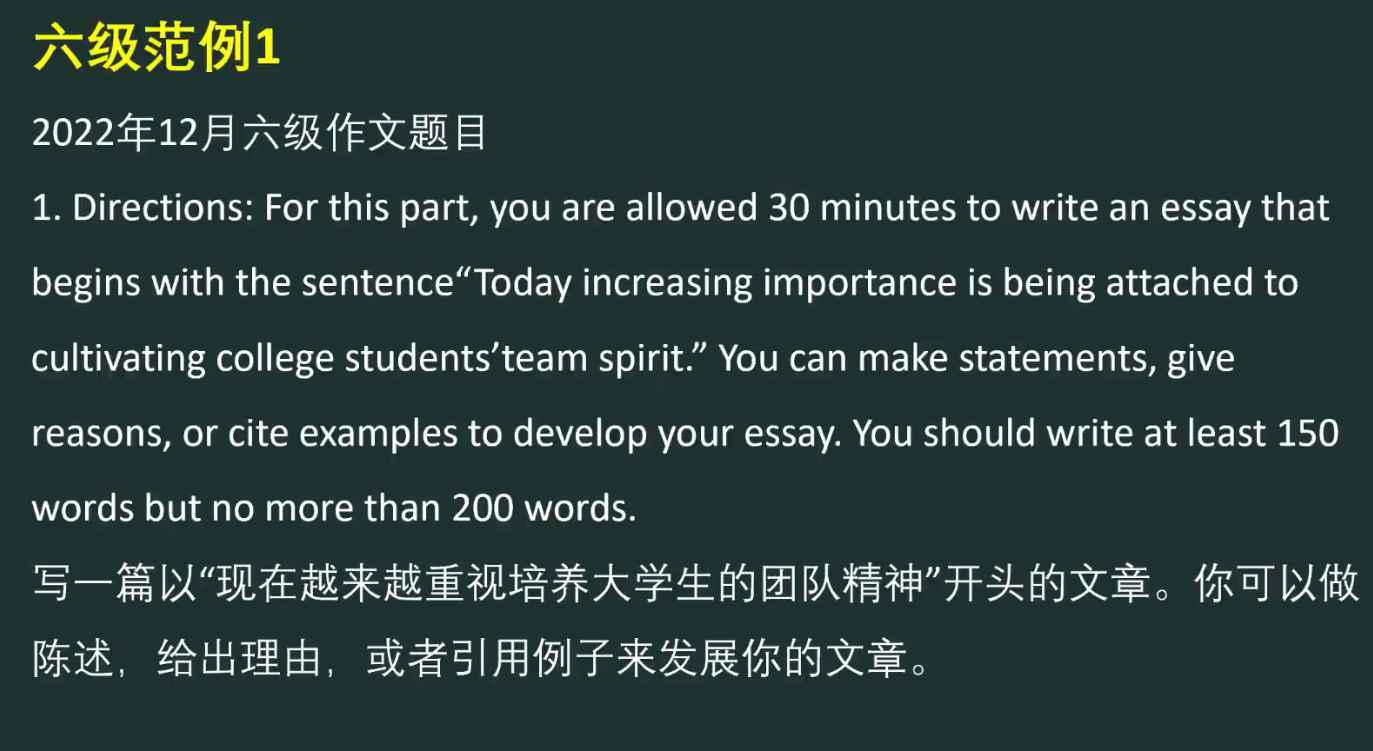 六级范例1
2022年12月六级作文题目
1. Directions: For this part, you are allowed 30 minutes to write an essay that
begins with the sentence“Today increasing importance is being attached to
cultivating college students’team spirit.” You can make statements, give
reasons, or cite examples to develop your essay. You should write at least 150
words but no more than 200 words.
写一篇以“现在越来越重视培养大学生的团队精神”开头的文章。你可以做
陈述，给出理由，或者引用例子来发展你的文章。